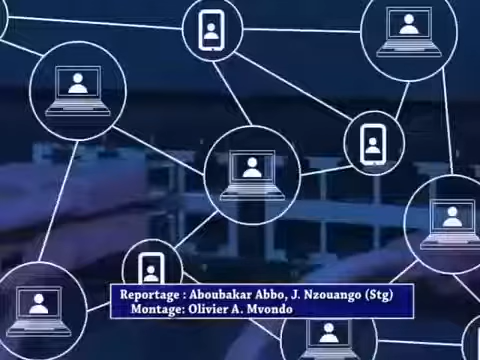 Reportage : Aboubakar Abbo, J. Nzouango (Stg)
Montage: Olivier A. Mvondo